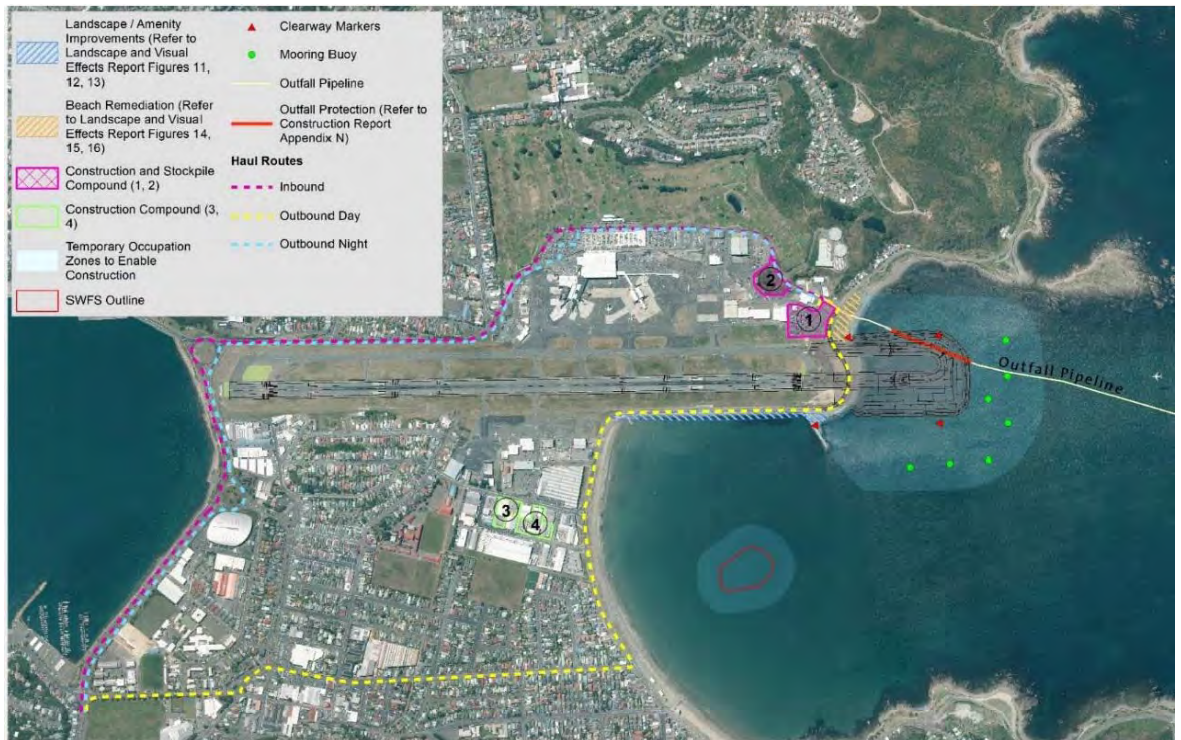 Landscape / Amenity
Improvements (Refer to
Landscape and Visual
Effects Report Figures 11,
12, 13)
Beach Remediation (Refer
to Landscape and Visual
Effects Report Figures 14,
15, 16)
Construction and Stockpile
Compound (1, 2)
Construction Compound (3,
4)
Temporary Occupation
Zones to Enable
Construction
SWFS Outline
Clearway Markers
Mooring Buoy
Outfall Pipeline
Outfall Protection (Refer to
Construction Report
Appendix N)
Haul Routes
Inbound
Outbound Day
Outbound Night
2
1
Outfall Pipeline
3
4